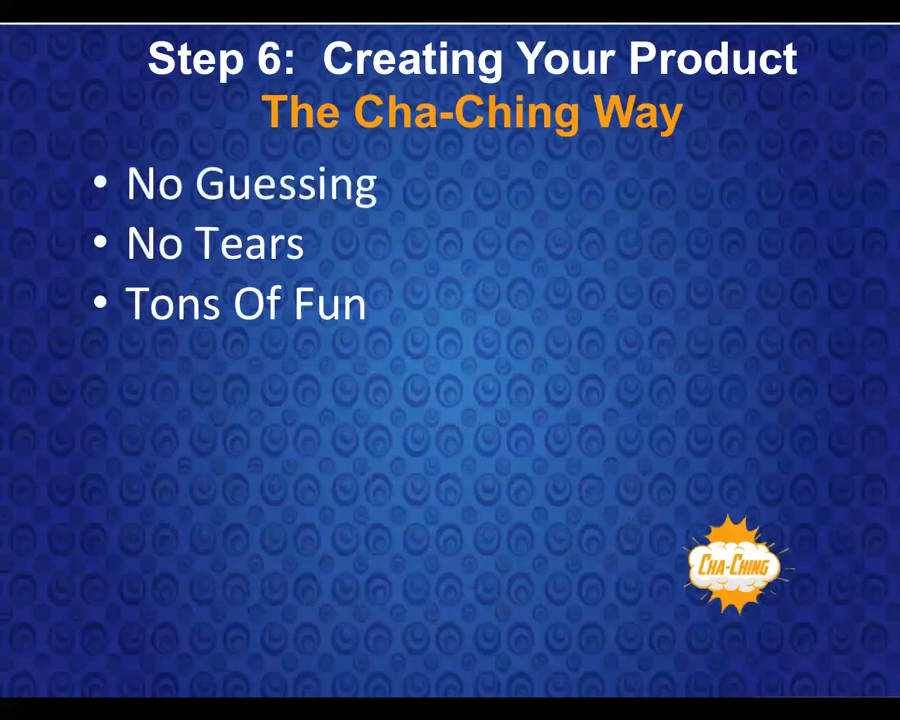 Step 6: Creating Your Product
The Cha-Ching Way
• No Guessing
• No Tears
• Tons Of Fun
CHA-CHING